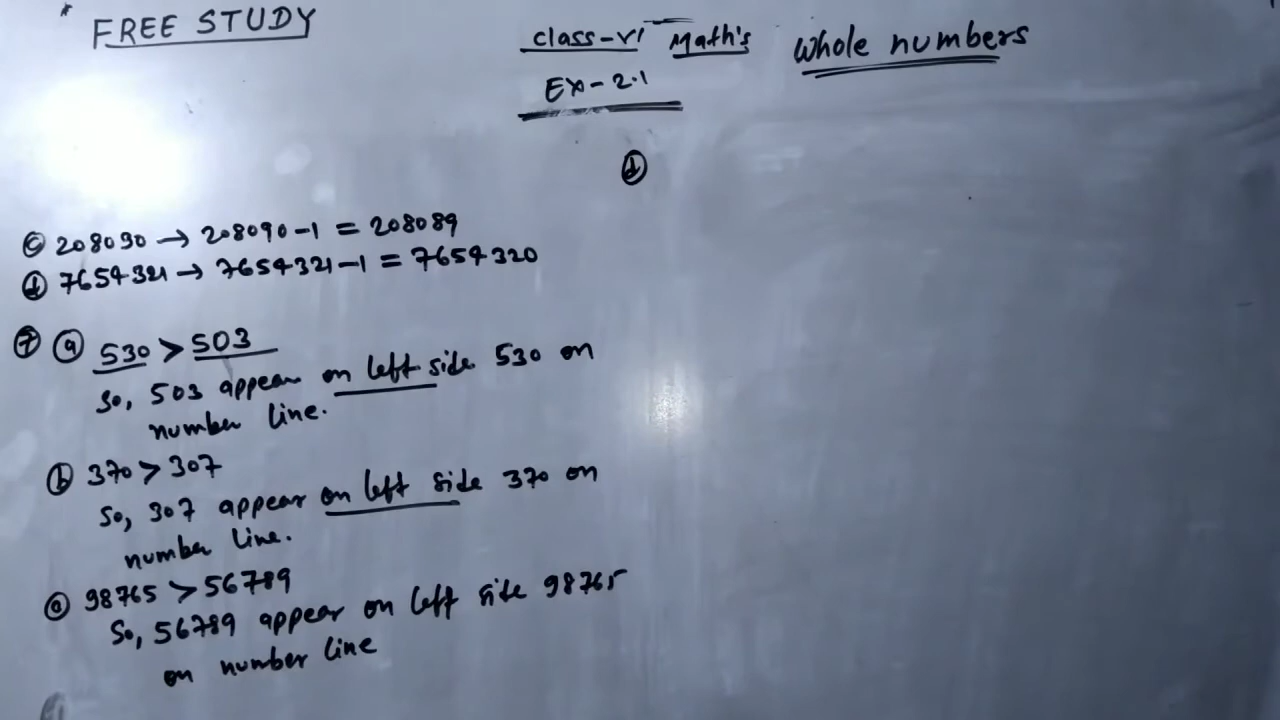 FREE STUDY
class-VI Math's Whole numbers
Ex-2.1
(d)
(c) 208090 → 208090-1 = 208089
(d) 7654321 → 7654321-1 = 7654320
(7) (a) 530 > 503
So, 503 appear on left side 530 on
number line.
(b) 370 > 307
So, 307 appear on left side 370 on
number line.
98765 > 56789
So, 56789 appear on left side 98765
on number line